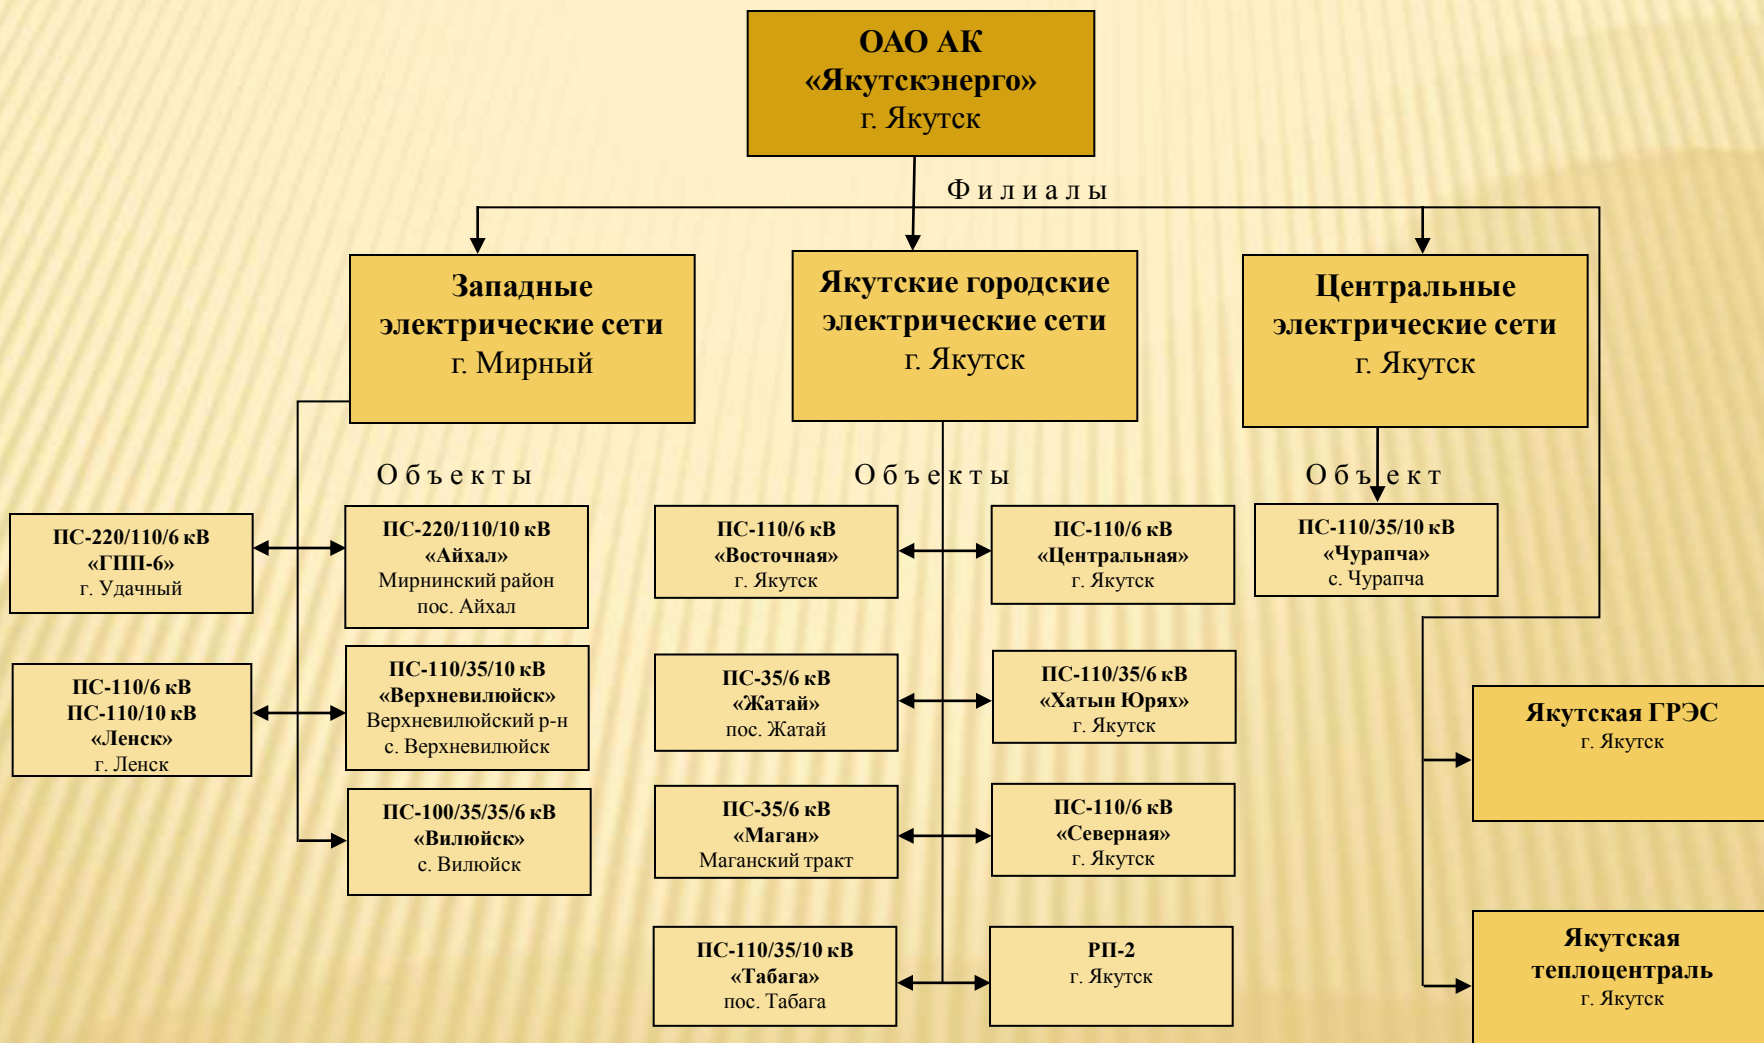 ОАО АК
«Якутскэнерго»
г. Якутск
Филиалы
Западные
электрические сети
г. Мирный
Якутские городские
электрические сети
г. Якутск
Центральные
электрические сети
г. Якутск
Объекты
Объекты
Объект
ПС-220/110/6 кВ
«ГПП-6»
г. Удачный
ПС-220/110/10 кВ
«Айхал»
Мирнинский район
пос. Айхал
ПС-110/6 кВ
«Восточная»
г. Якутск
ПС-110/6 кВ
«Центральная»
г. Якутск
ПС-110/35/10 кВ
«Чурапча»
с. Чурапча
ПС-110/6 кВ
ПС-110/10 кВ
«Ленск»
г. Ленск
ПС-110/35/10 кВ
«Верхневилюйск»
Верхневилюйский р-н
с. Верхневилюйск
ПС-35/6 кВ
«Жатай»
пос. Жатай
ПС-110/35/6 кВ
«Хатын Юрях»
г. Якутск
Якутская ГРЭС
г. Якутск
ПС-100/35/35/6 кВ
«Вилюйск»
с. Вилюйск
ПС-35/6 кВ
«Маган»
Маганский тракт
ПС-110/6 кВ
«Северная»
г. Якутск
ПС-110/35/10 кВ
«Табага»
пос. Табага
РП-2
г. Якутск
Якутская
теплоцентраль
г. Якутск